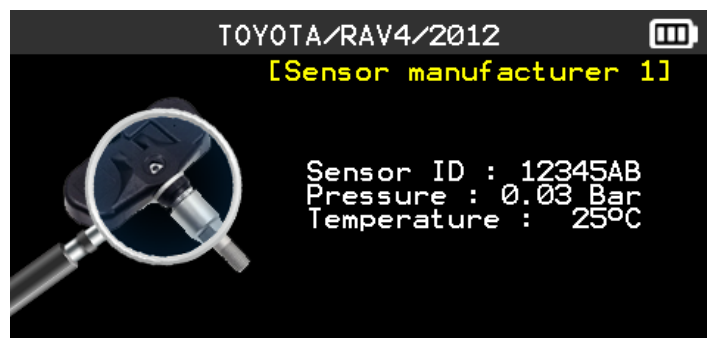 TOYOTA/RAV4/2012
[Sensor manufacturer 1]
Sensor ID : 12345AB
Pressure : 0.03 Bar
Temperature : 25ºC